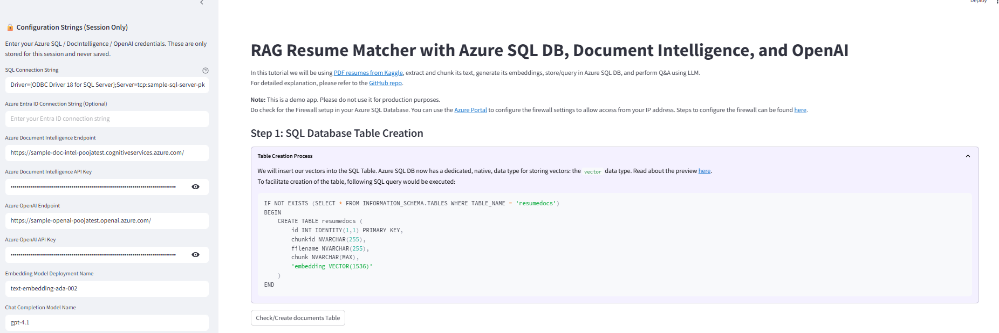 Deploy
🔒 Configuration Strings (Session Only)
Enter your Azure SQL / DocIntelligence / OpenAI credentials. These are only
stored for this session and never saved.
SQL Connection String
Driver={ODBC Driver 18 for SQL Server};Server=tcp:sample-sql-server-pk
Azure Entra ID Connection String (Optional)
Enter your Entra ID connection string
Azure Document Intelligence Endpoint
https://sample-doc-intel-poojatest.cognitiveservices.azure.com/
Azure Document Intelligence API Key
Azure OpenAI Endpoint
https://sample-openai-poojatest.openai.azure.com/
Azure OpenAI API Key
Embedding Model Deployment Name
text-embedding-ada-002
Chat Completion Model Name
gpt-4.1
RAG Resume Matcher with Azure SQL DB, Document Intelligence, and OpenAI
In this tutorial we will be using PDF resumes from Kaggle, extract and chunk its text, generate its embeddings, store/query in Azure SQL DB, and perform Q&A using LLM.
For detailed explanation, please refer to the GitHub repo.
Note: This is a demo app. Please do not use it for production purposes.
Do check for the Firewall setup in your Azure SQL Database. You can use the Azure Portal to configure the firewall settings to allow access from your IP address. Steps to configure the firewall can be found here.
Step 1: SQL Database Table Creation
Table Creation Process
We will insert our vectors into the SQL Table. Azure SQL DB now has a dedicated, native, data type for storing vectors: the vector data type. Read about the preview here.
To facilitate creation of the table, following SQL query would be executed:
IF NOT EXISTS (SELECT * FROM INFORMATION_SCHEMA.TABLES WHERE TABLE_NAME = 'resumedocs')
BEGIN
CREATE TABLE resumedocs (
id INT IDENTITY(1,1) PRIMARY KEY,
chunkid NVARCHAR(255),
filename NVARCHAR(255),
chunk NVARCHAR(MAX),
'embedding VECTOR(1536)'
)
END
Check/Create documents Table